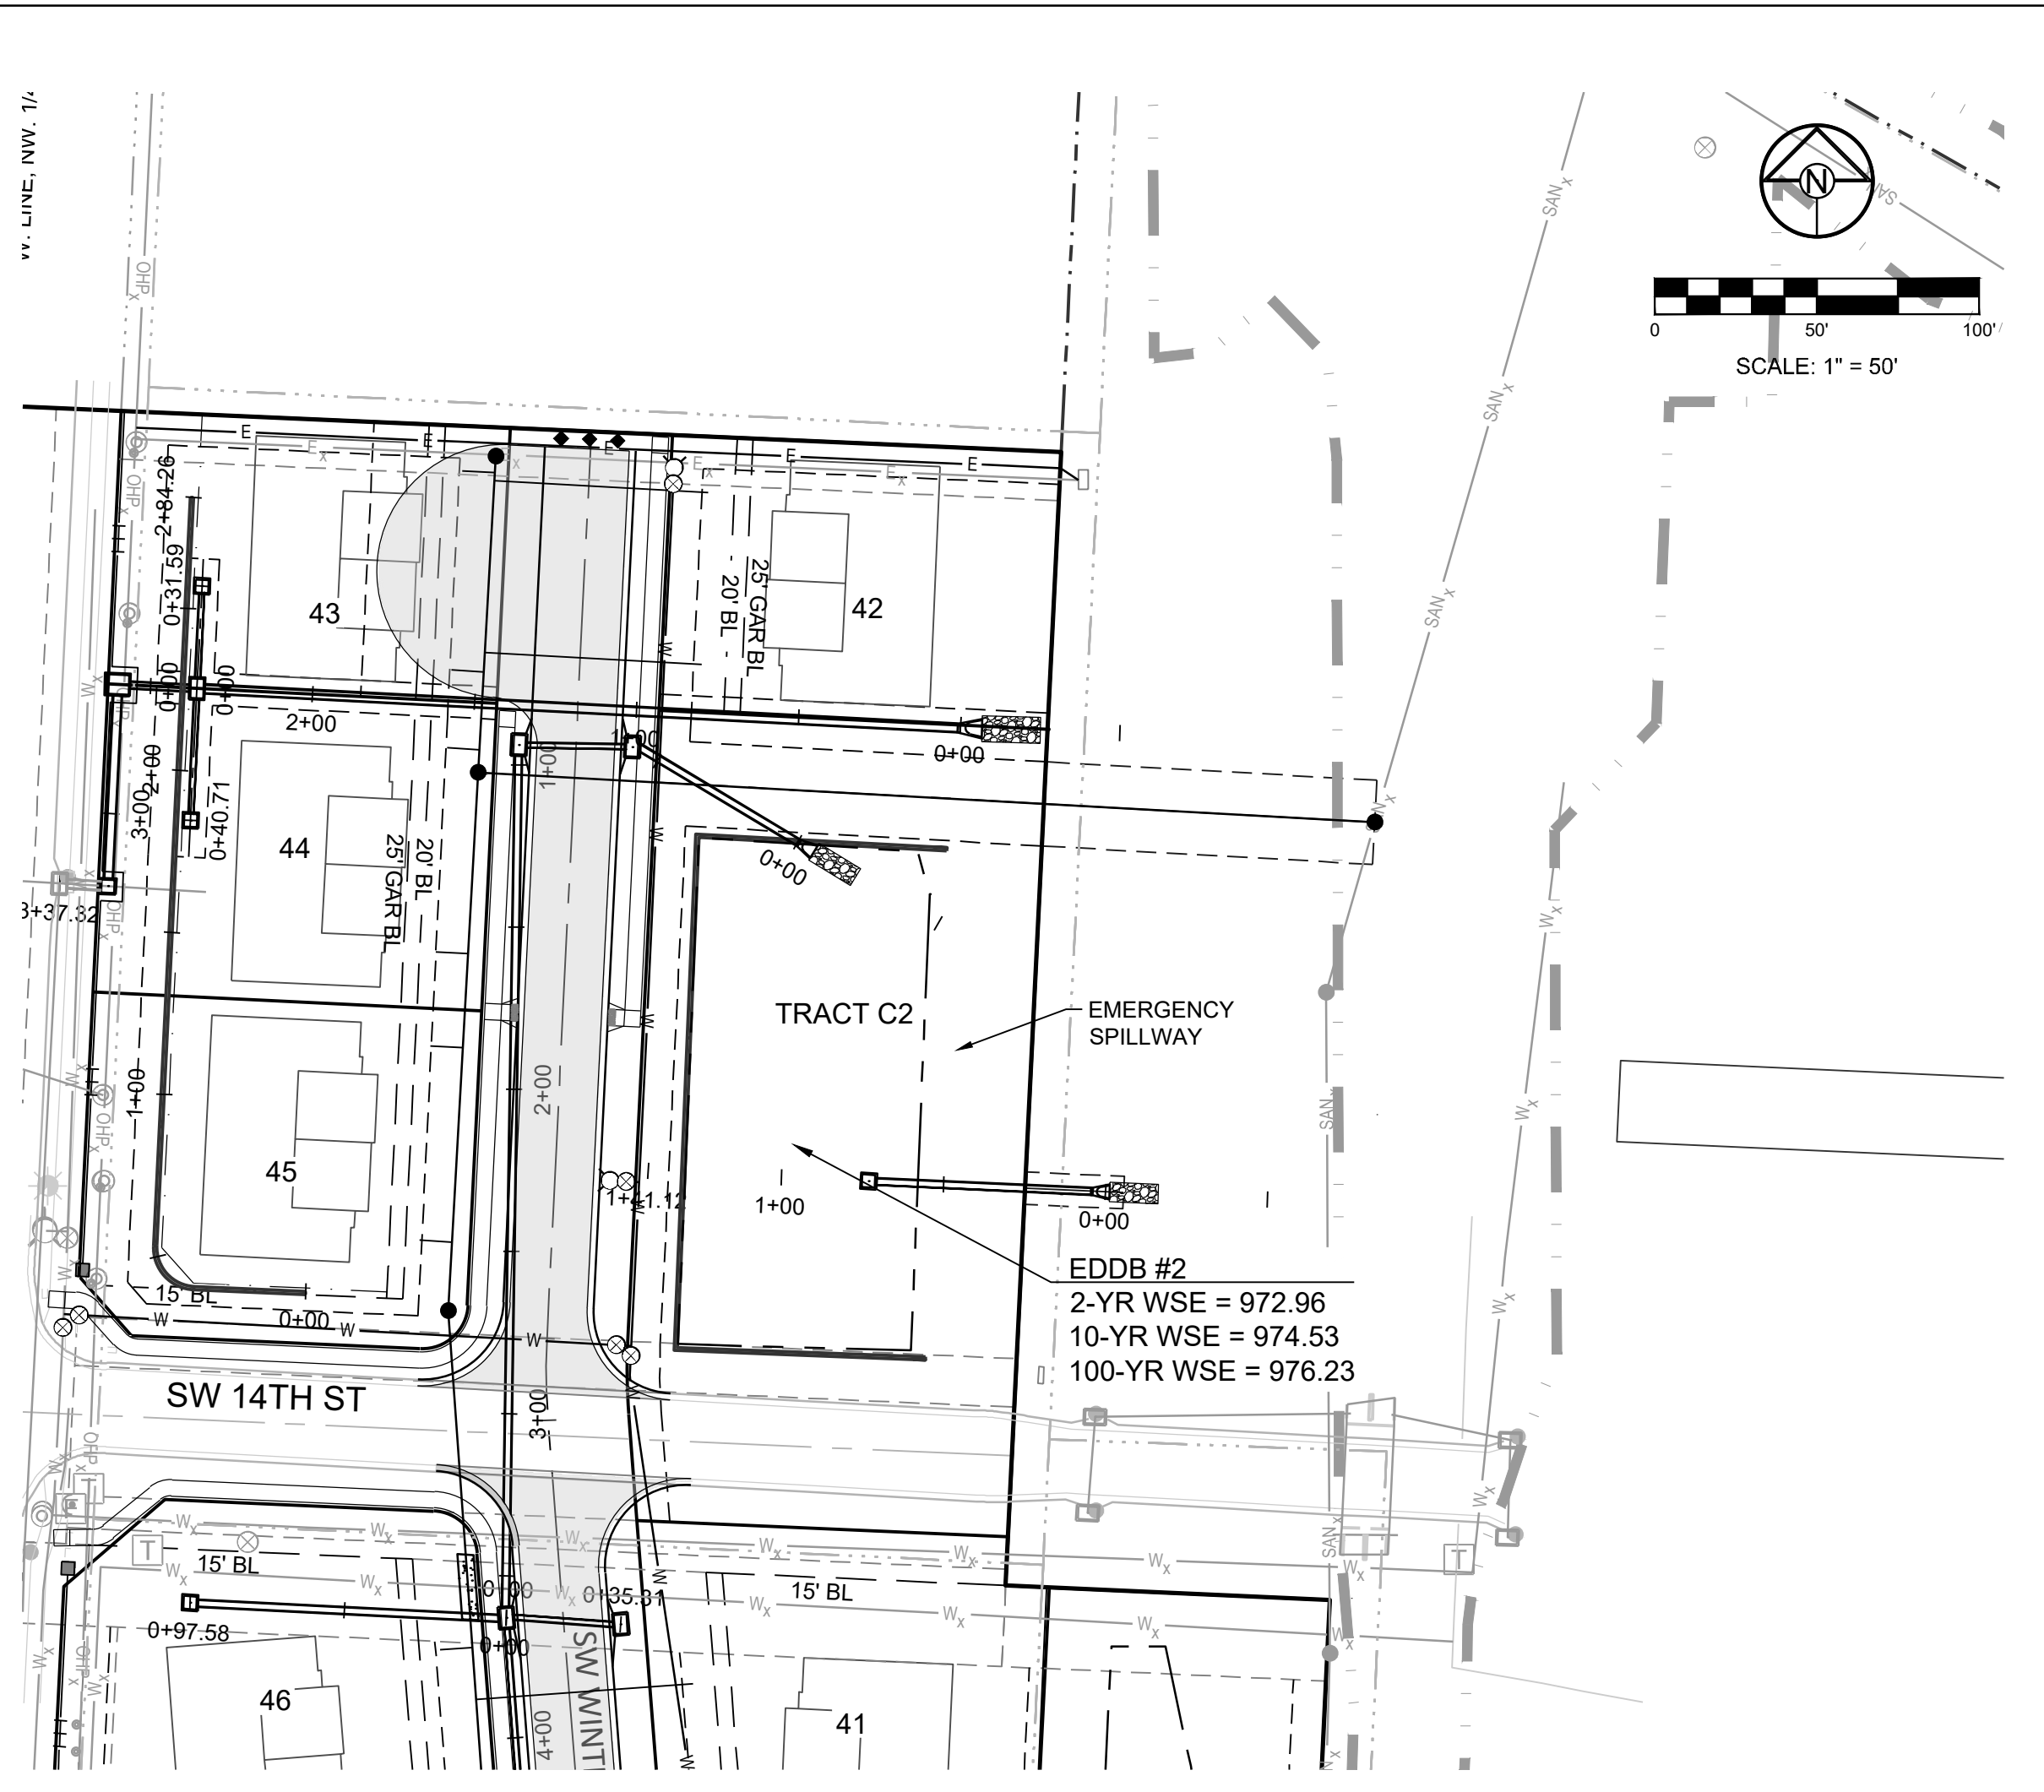 W. LINE, NW. 1/4
N
0 50' 100'
SCALE: 1" = 50'
SAN x
SAN x
SAN x
SAN
OHP x
OHP x
E E E E E
E x
E x
E x
2+84.26
0+31.59
43
42
25' GAR BL
20' BL
0+00
0+00
2+00
1+00
1+00
0+00
2+00
3+00
0+40.71
44
25' GAR BL
20' BL
0+00
3+37.32
W x
TRACT C2
EMERGENCY
SPILLWAY
2+00
1+00
45
1+41.12
1+00
0+00
EDDB #2
2-YR WSE = 972.96
10-YR WSE = 974.53
100-YR WSE = 976.23
15' BL
0+00
W W W
SW 14TH ST
3+00
T
T
W x W x W x W x W x W x
15' BL
W x W x W x W x W x W x W x
0+00
0+35.31
15' BL
0+97.58
0+00
46
41
4+00
SW WINT